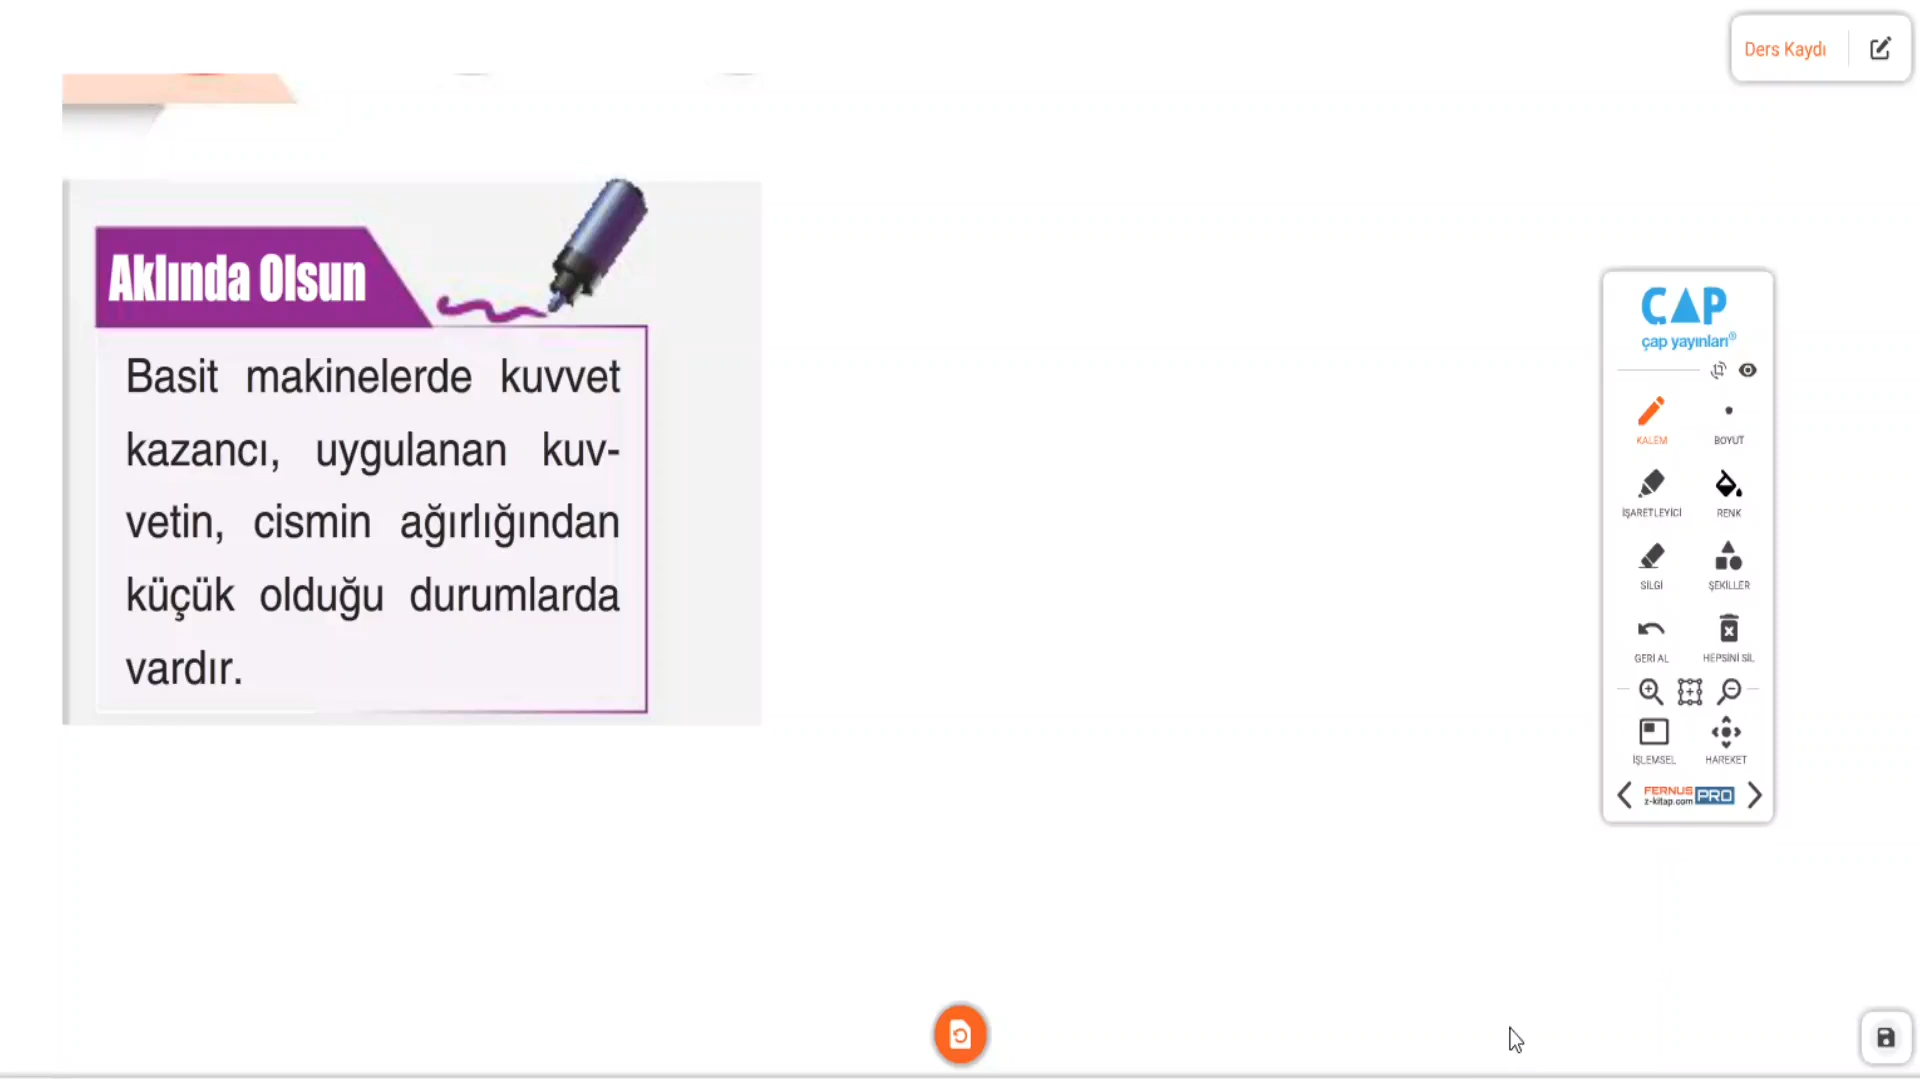 Ders Kaydı
Aklında Olsun
Basit makinelerde kuvvet
kazancı, uygulanan kuv-
vetin, cismin ağırlığından
küçük olduğu durumlarda
vardır.
ÇAP
çap yayınları®
KALEM
BOYUT
İŞARETLEYİCİ
RENK
SİLGİ
ŞEKİLLER
GERİ AL
HEPSİNİ SİL
İŞLEMSEL
HAREKET
FERNUS
z-kitap.com
PRO